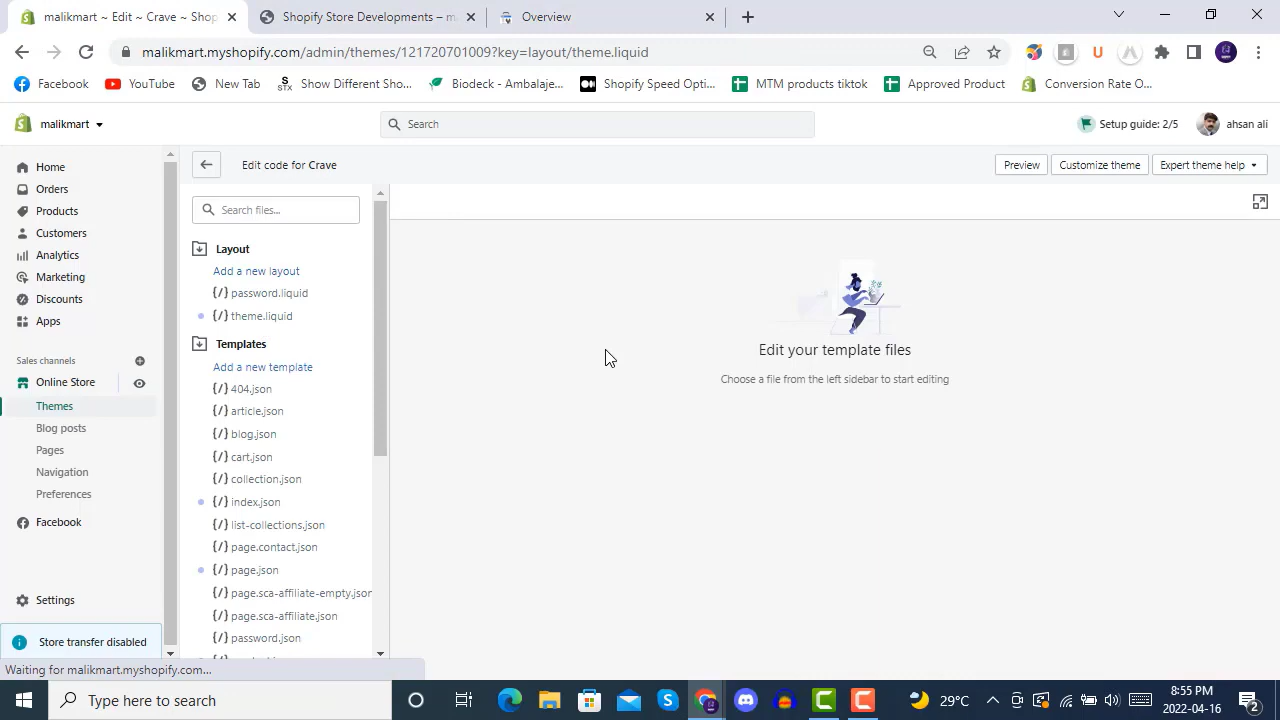 malikmart ~ Edit ~ Crave ~ Shop
Shopify Store Developments – m
Overview
malikmart.myshopify.com/admin/themes/121720701009?key=layout/theme.liquid
Facebook
YouTube
New Tab
Show Different Sho...
Biodeck - Ambalaje...
Shopify Speed Opti...
MTM products tiktok
Approved Product
Conversion Rate O...
malikmart
Search
Setup guide: 2/5
ahsan ali
Home
Orders
Products
Customers
Analytics
Marketing
Discounts
Apps
Sales channels
Online Store
Themes
Blog posts
Pages
Navigation
Preferences
Facebook
Settings
Store transfer disabled
Edit code for Crave
Preview
Customize theme
Expert theme help
Search files...
Layout
Add a new layout
{/} password.liquid
{/} theme.liquid
Templates
Add a new template
{/} 404.json
{/} article.json
{/} blog.json
{/} cart.json
{/} collection.json
{/} index.json
{/} list-collections.json
{/} page.contact.json
{/} page.json
{/} page.sca-affiliate-empty.json
{/} page.sca-affiliate.json
{/} password.json
Edit your template files
Choose a file from the left sidebar to start editing
Waiting for malikmart.myshopify.com...
Type here to search
29°C
8:55 PM
2022-04-16
2